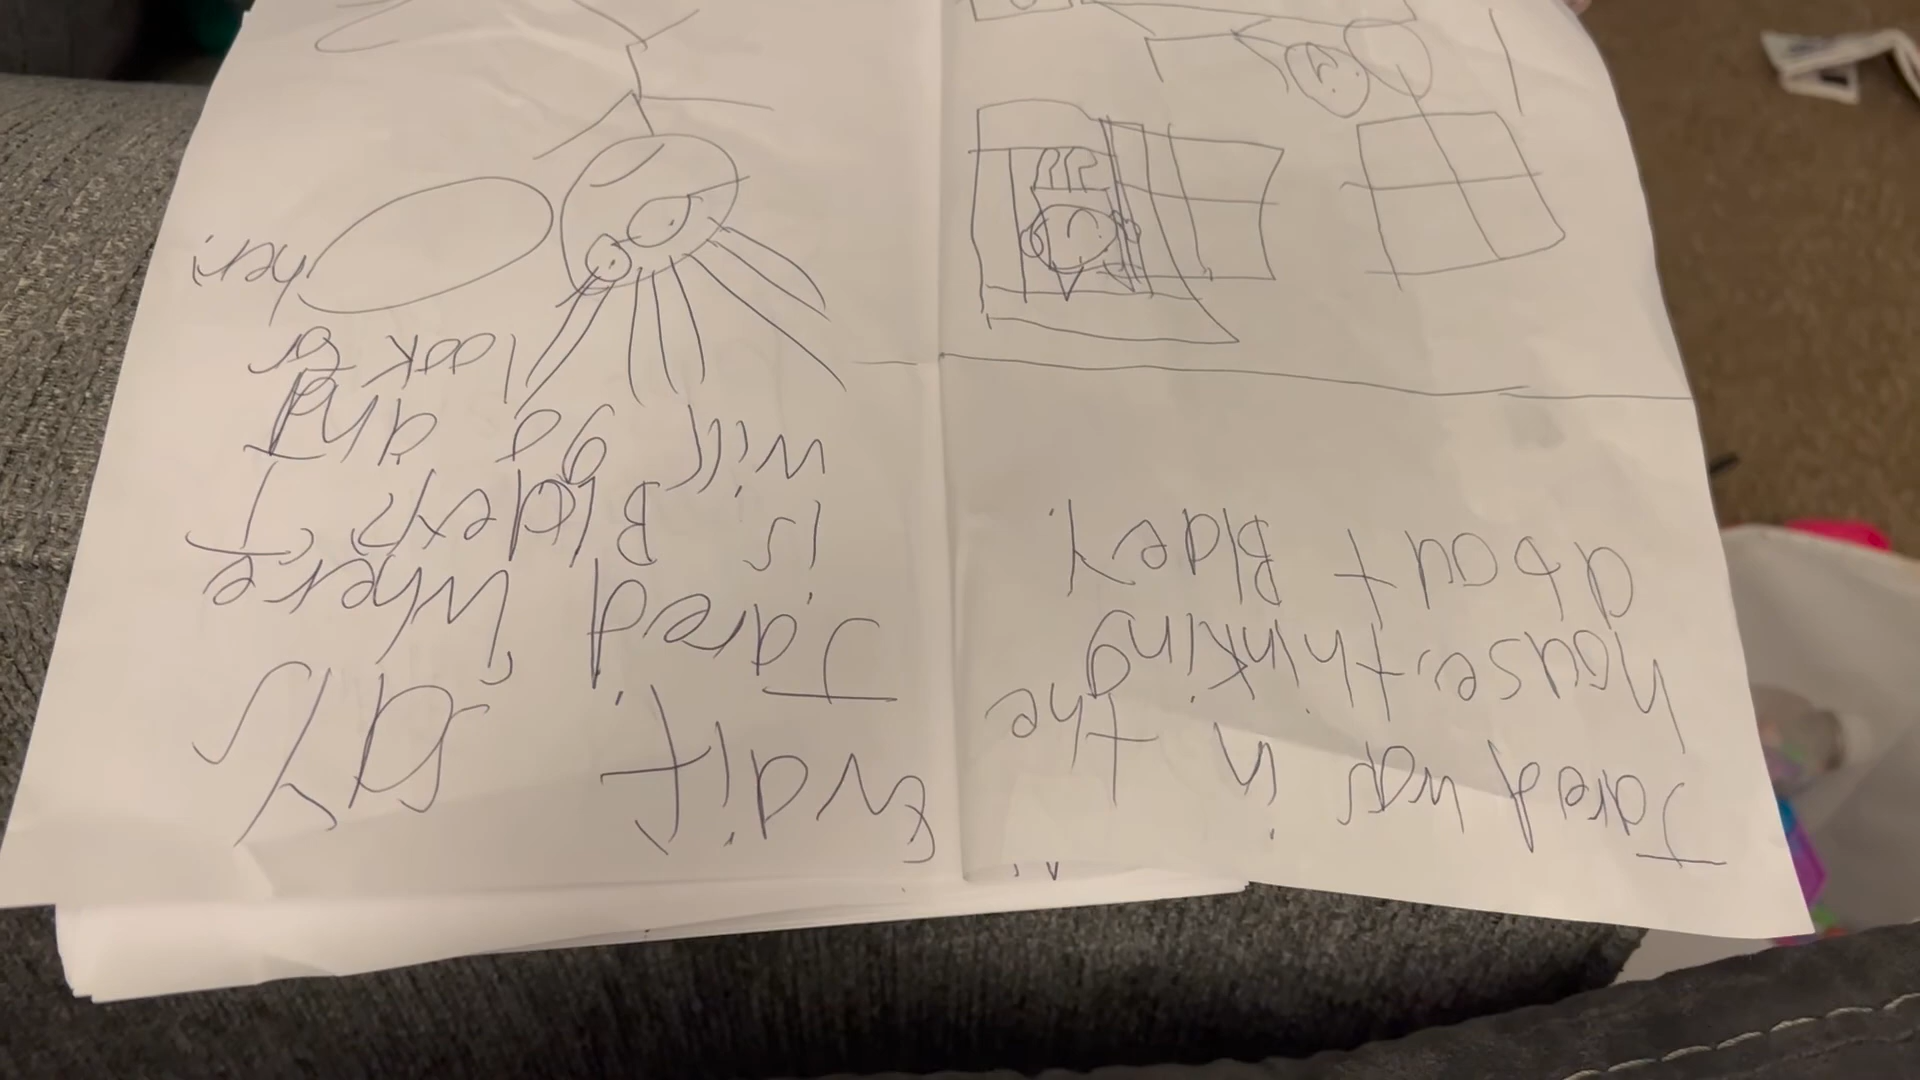 Jared was in the
house, thinking
about Bladey.
"wait" says
Jared, "Where
is Bladey? I
will go and
look for
her.